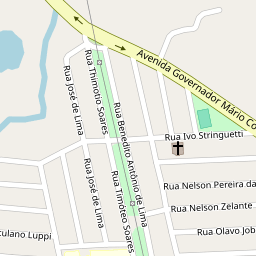 Avenida Governador Mário Co
Rua Thimotio Soares
Rua José de Lima
Rua Benedito Antônio de Lima
Rua Ivo Stringuetti
Rua José de Lima
Rua Timóteo Soares
Rua Nelson Pereira da
Rua Nelson Zelante
Rua Olavo Job
culano Luppi